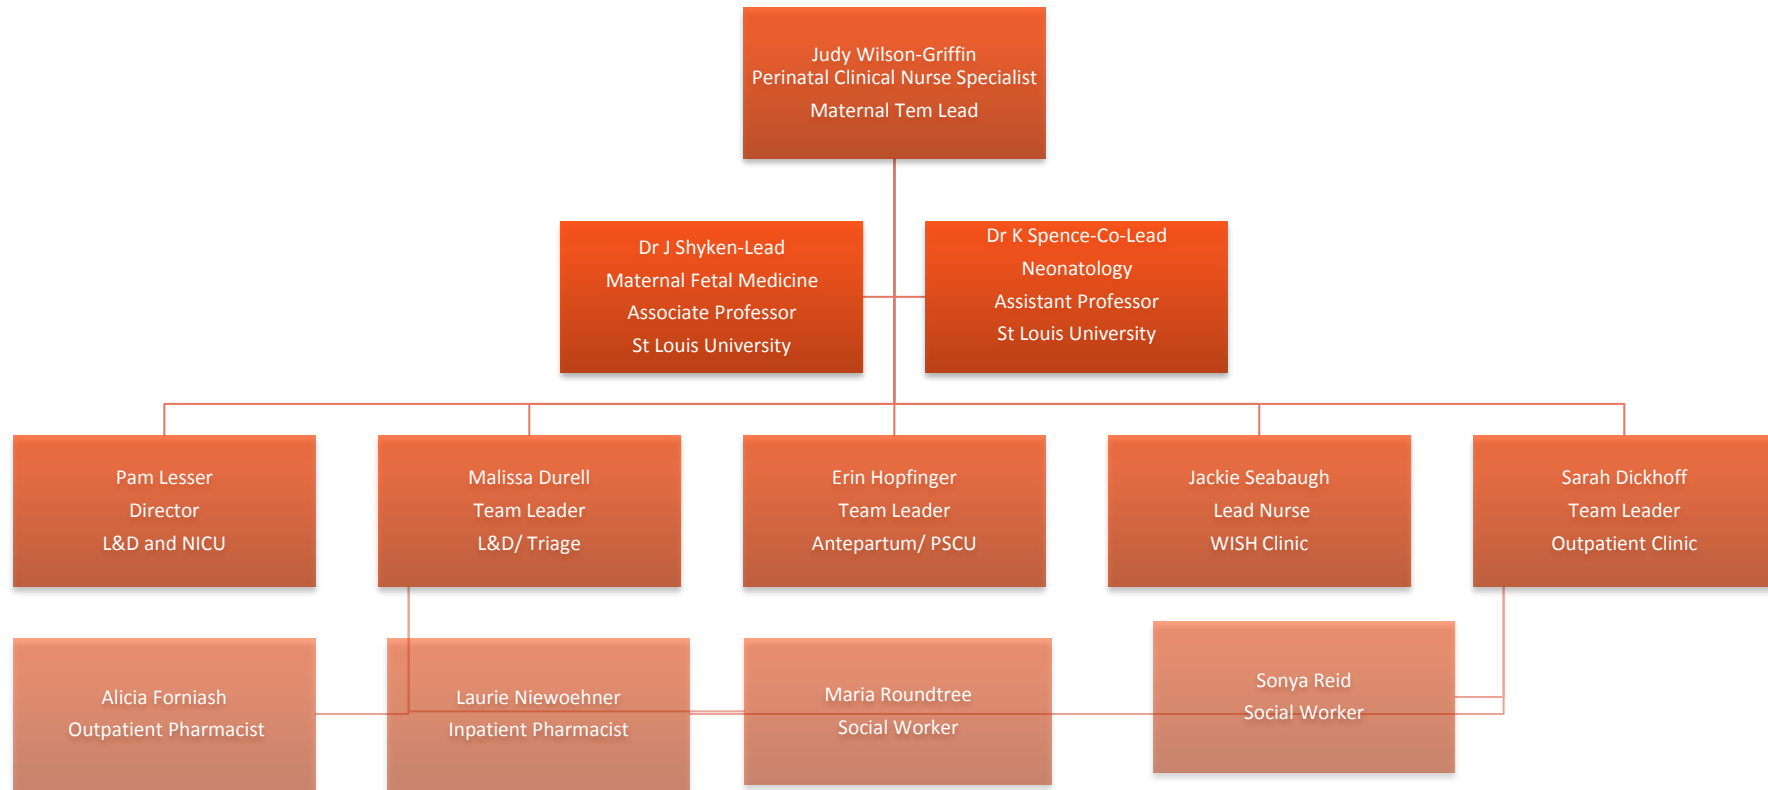 Judy Wilson-Griffin
Perinatal Clinical Nurse Specialist
Maternal Tem Lead
Dr J Shyken-Lead
Maternal Fetal Medicine
Associate Professor
St Louis University
Dr K Spence-Co-Lead
Neonatology
Assistant Professor
St Louis University
Pam Lesser
Director
L&D and NICU
Malissa Durell
Team Leader
L&D/ Triage
Erin Hopfinger
Team Leader
Antepartum/ PSCU
Jackie Seabaugh
Lead Nurse
WISH Clinic
Sarah Dickhoff
Team Leader
Outpatient Clinic
Alicia Forniash
Outpatient Pharmacist
Laurie Niewoehner
Inpatient Pharmacist
Maria Roundtree
Social Worker
Sonya Reid
Social Worker